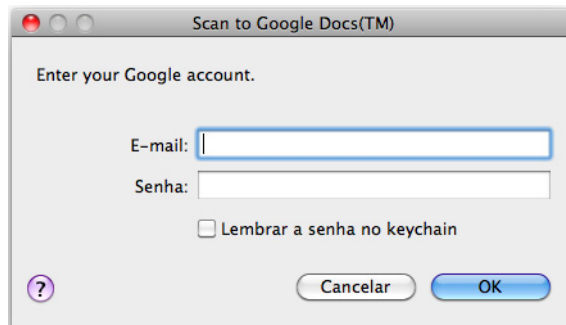 Scan to Google Docs(TM)
Enter your Google account.
E-mail:
Senha:
Lembrar a senha no keychain
?
Cancelar
OK